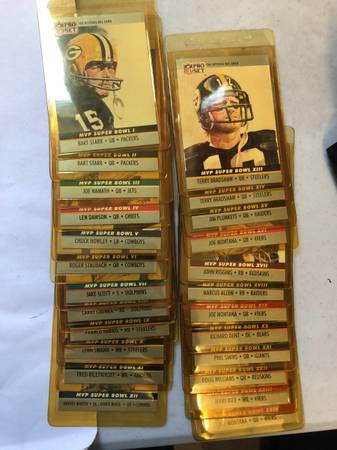 PRO SET THE OFFICIAL NFL CARD
15
MVP SUPER BOWL I
BART STARR • QB • PACKERS
MVP SUPER BOWL II
BART STARR • QB • PACKERS
MVP SUPER BOWL III
JOE NAMATH • QB • JETS
MVP SUPER BOWL IV
LEN DAWSON • QB • CHIEFS
MVP SUPER BOWL V
CHUCK HOWLEY • LB • COWBOYS
MVP SUPER BOWL VI
ROGER STAUBACH • QB • COWBOYS
MVP SUPER BOWL VII
JAKE SCOTT • S • DOLPHINS
MVP SUPER BOWL
LARRY CSONKA
DOLPHINS
MVP SUPER BOWL IX
FRANCO HARRIS • RB • STEELERS
MVP SUPER BOWL X
LYNN SWANN • WR • STEELERS
MVP SUPER BOWL XI
FRED BILETNIKOFF • WR
MVP SUPER BOWL XII
HARVEY MARTIN • DE
PRO SET THE OFFICIAL NFL CARD
MVP SUPER BOWL XIII
TERRY BRADSHAW • QB • STEELERS
MVP SUPER BOWL XIV
TERRY BRADSHAW • QB • STEELERS
MVP SUPER BOWL XV
JIM PLUNKETT • QB • RAIDERS
JOE MONTANA • QB • 49ERS
MVP SUPER BOWL XVII
JOHN RIGGINS • RB • REDSKINS
MVP SUPER BOWL XVIII
MARCUS ALLEN • RB • RAIDERS
MVP SUPER BOWL XIX
JOE MONTANA • QB • 49ERS
MVP SUPER BOWL XX
RICHARD DENT • DE • BEARS
MVP SUPER BOWL XXI
PHIL SIMMS • QB • GIANTS
MVP SUPER BOWL XXII
DOUG WILLIAMS • QB • REDSKINS
MVP SUPER BOWL XXIII
JERRY RICE • WR • 49ERS
MVP SUPER BOWL XXIV
JOE MONTANA • QB • 49ERS